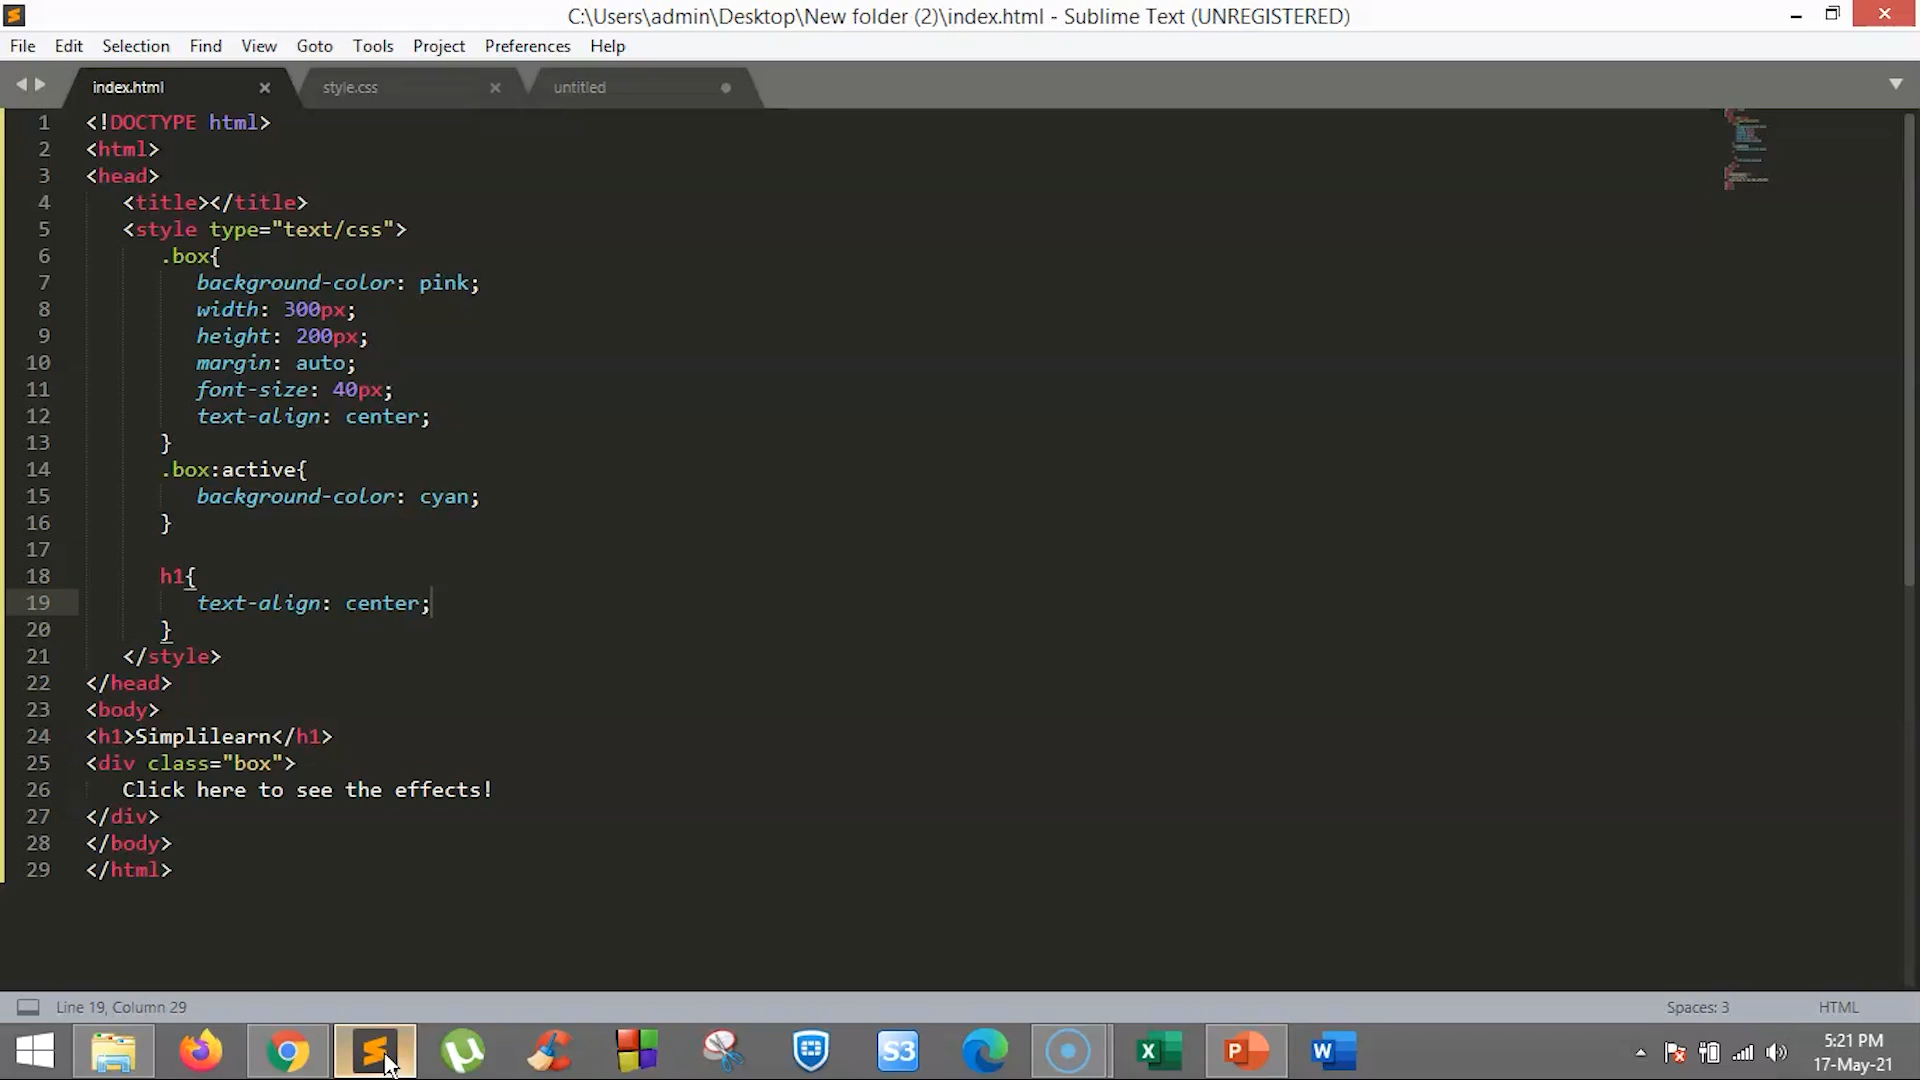 C:\Users\admin\Desktop\New folder (2)\index.html - Sublime Text (UNREGISTERED)
File Edit Selection Find View Goto Tools Project Preferences Help
index.html style.css untitled
1 <!DOCTYPE html>
2 <html>
3 <head>
4 <title></title>
5 <style type="text/css">
6 .box{
7 background-color: pink;
8 width: 300px;
9 height: 200px;
10 margin: auto;
11 font-size: 40px;
12 text-align: center;
13 }
14 .box:active{
15 background-color: cyan;
16 }
17
18 h1{
19 text-align: center;
20 }
21 </style>
22 </head>
23 <body>
24 <h1>Simplilearn</h1>
25 <div class="box">
26 Click here to see the effects!
27 </div>
28 </body>
29 </html>
Line 19, Column 29 Spaces: 3 HTML
S3
5:21 PM
17-May-21